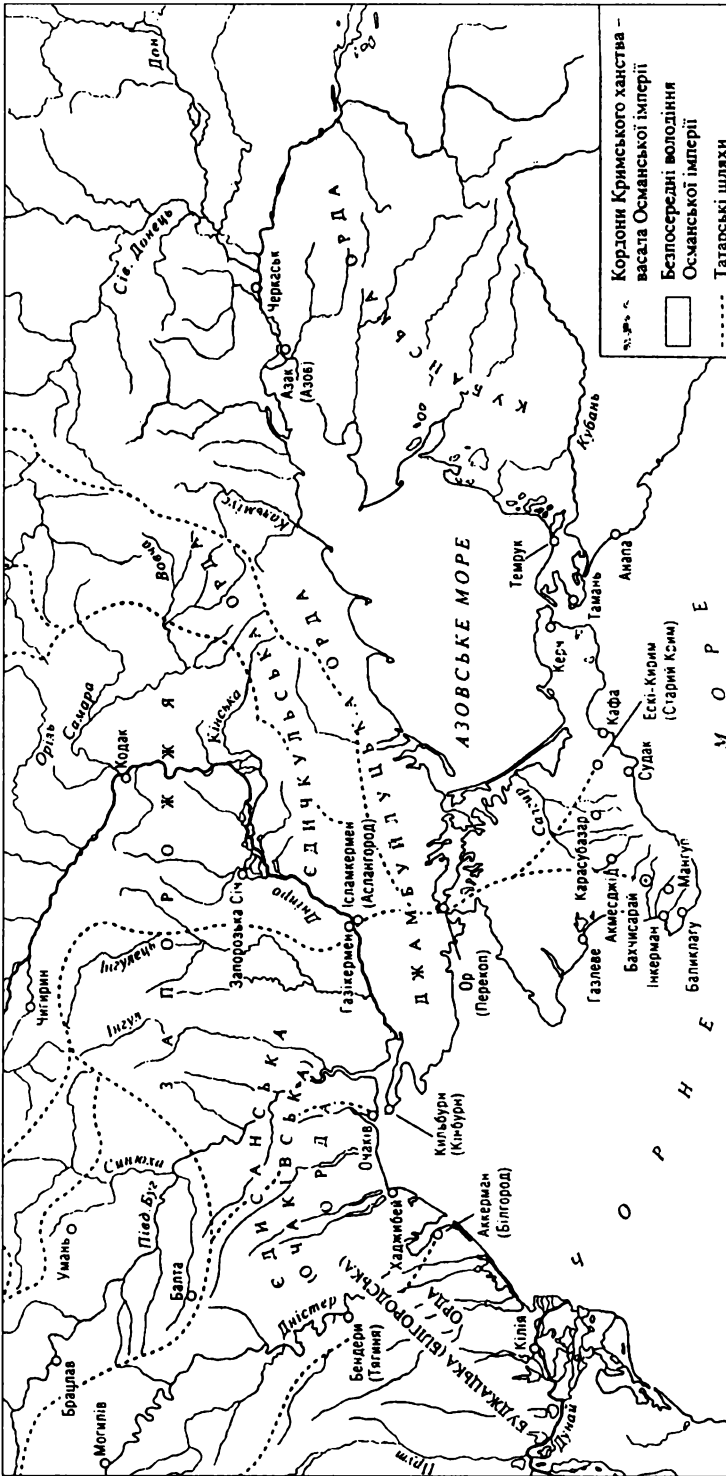 Дон
Сів. Донець
Черкаськ
Азак
(Азов)
ОРДА
КУБАНСЬКА
Кубань
Кордони Кримського ханства –
васала Османської імперії
Безпосередні володіння
Османської імперії
Татарські шляхи
Оріль
Самара
Вовча
Кальміус
Кодак
Кінська
ЗАПОРОЖЖЯ
ЄДИЧКУЛЬСЬКА ОРДА
ДЖАМБУЙЛУЦЬКА ОРДА
АЗОВСЬКЕ МОРЕ
Темрук
Тамань
Анапа
Керч
Кафа
Ескі-Кирим
(Старий Крим)
Судак
Салгир
Карасубазар
Акмесджід
Бахчисарай
Мангуп
Інкерман
Баликлагу
Газлеве
Ор
(Перекоп)
Чигирин
Інгулець
Інгул
Запорозька Січ
Дніпро
Ісламкермен
(Аслангород)
Газікермен
Умань
Синюха
Півд. Буг
Балта
Брацлав
Могилів
ЄДИСАНСЬКА
(ОЧАКІВСЬКА)
ОРДА
Очаків
Кильбурн
(Кінбурн)
Хаджибей
Аккерман
(Білгород)
Дністер
Бендери
(Тягиня)
БУДЖАЦЬКА (БІЛГОРОДСЬКА)
ОРДА
Кілія
Дунай
Прут
ЧОРНЕ МОРЕ